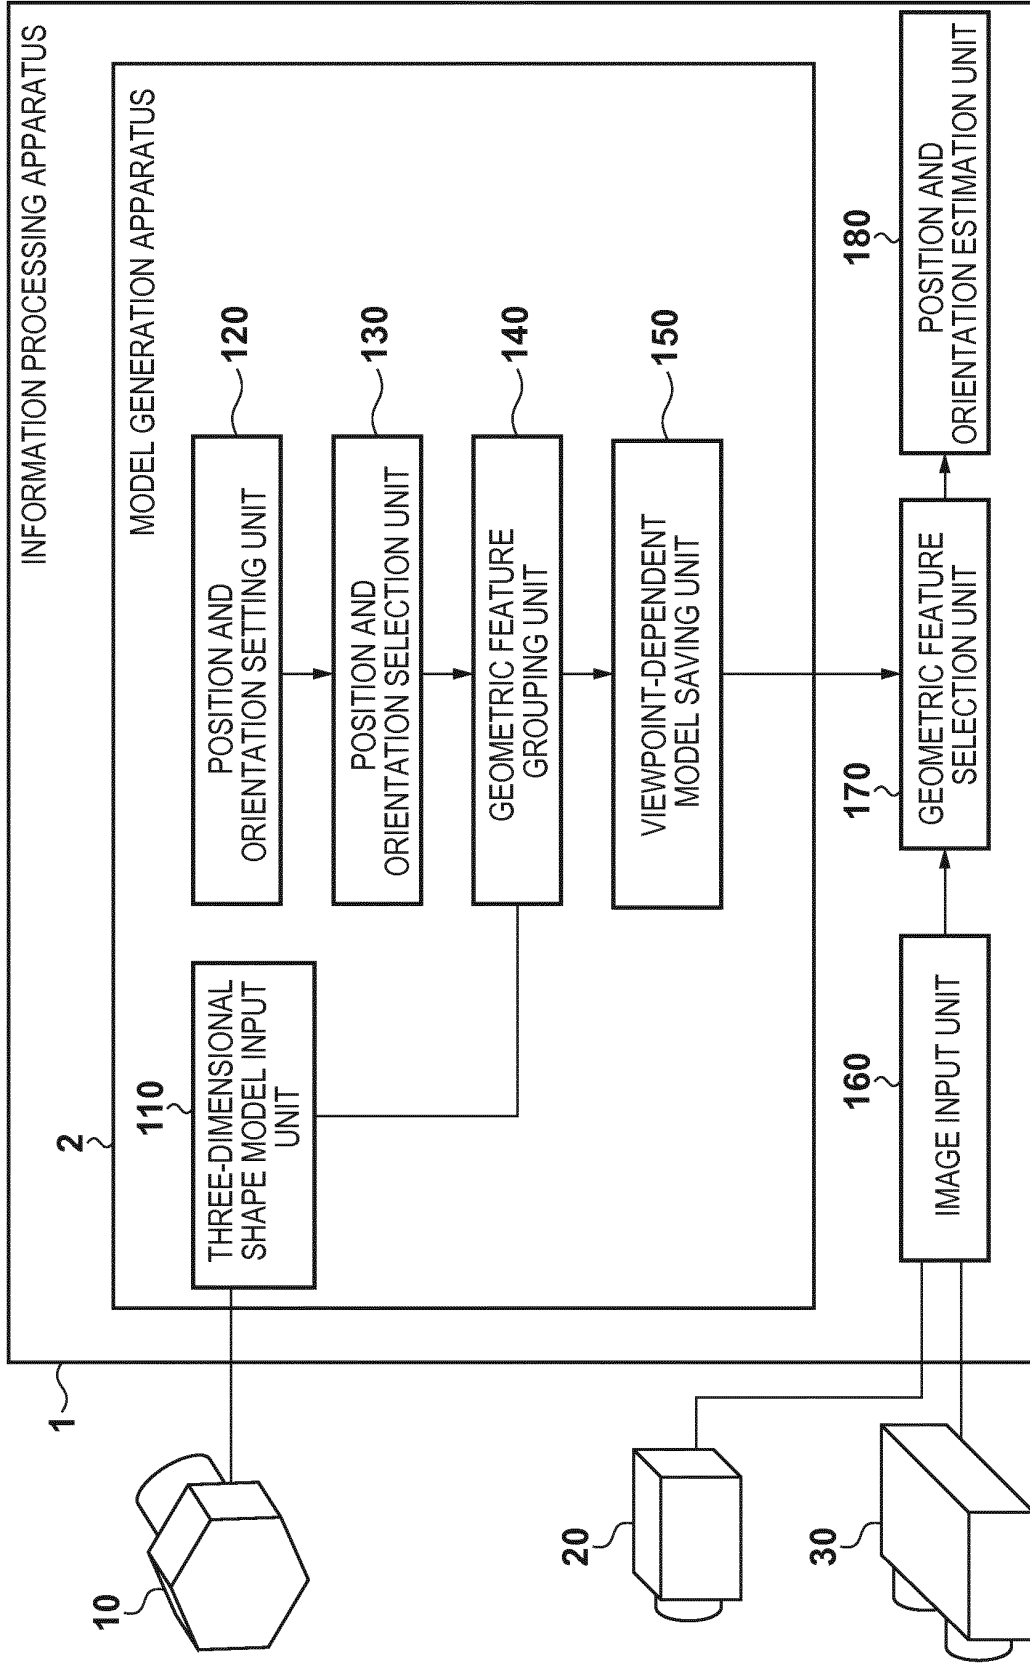 INFORMATION PROCESSING APPARATUS
1
MODEL GENERATION APPARATUS
2
10
110
THREE-DIMENSIONAL
SHAPE MODEL INPUT
UNIT
120
POSITION AND
ORIENTATION SETTING UNIT
130
POSITION AND
ORIENTATION SELECTION UNIT
140
GEOMETRIC FEATURE
GROUPING UNIT
150
VIEWPOINT-DEPENDENT
MODEL SAVING UNIT
20
30
160
IMAGE INPUT UNIT
170
GEOMETRIC FEATURE
SELECTION UNIT
180
POSITION AND
ORIENTATION ESTIMATION UNIT